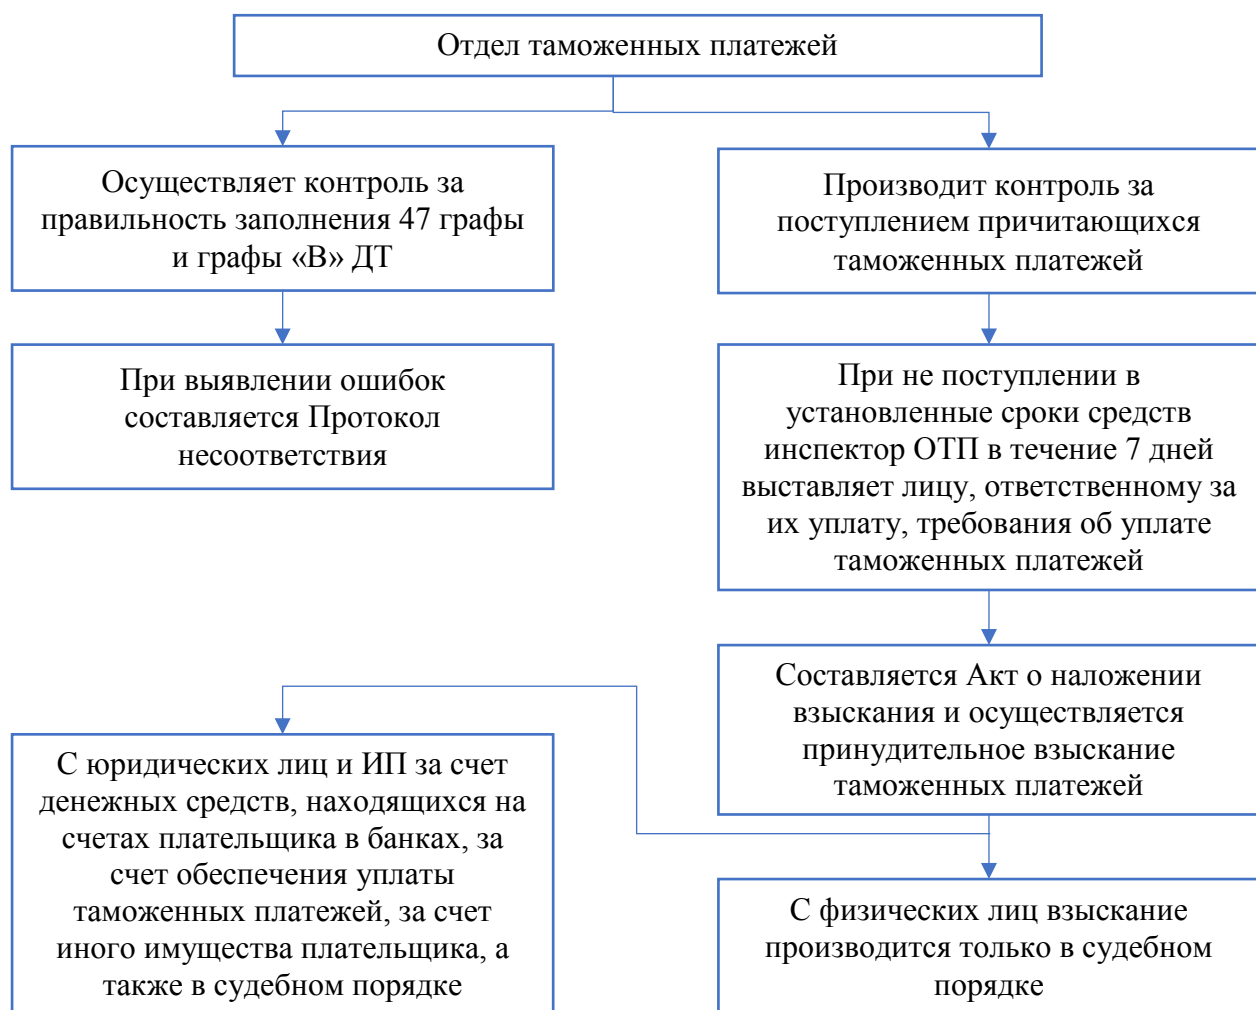 Отдел таможенных платежей
Осуществляет контроль за
правильность заполнения 47 графы
и графы «В» ДТ
Производит контроль за
поступлением причитающихся
таможенных платежей
При выявлении ошибок
составляется Протокол
несоответствия
При не поступлении в
установленные сроки средств
инспектор ОТП в течение 7 дней
выставляет лицу, ответственному за
их уплату, требования об уплате
таможенных платежей
Составляется Акт о наложении
взыскания и осуществляется
принудительное взыскание
таможенных платежей
С юридических лиц и ИП за счет
денежных средств, находящихся на
счетах плательщика в банках, за
счет обеспечения уплаты
таможенных платежей, за счет
иного имущества плательщика, а
также в судебном порядке
С физических лиц взыскание
производится только в судебном
порядке